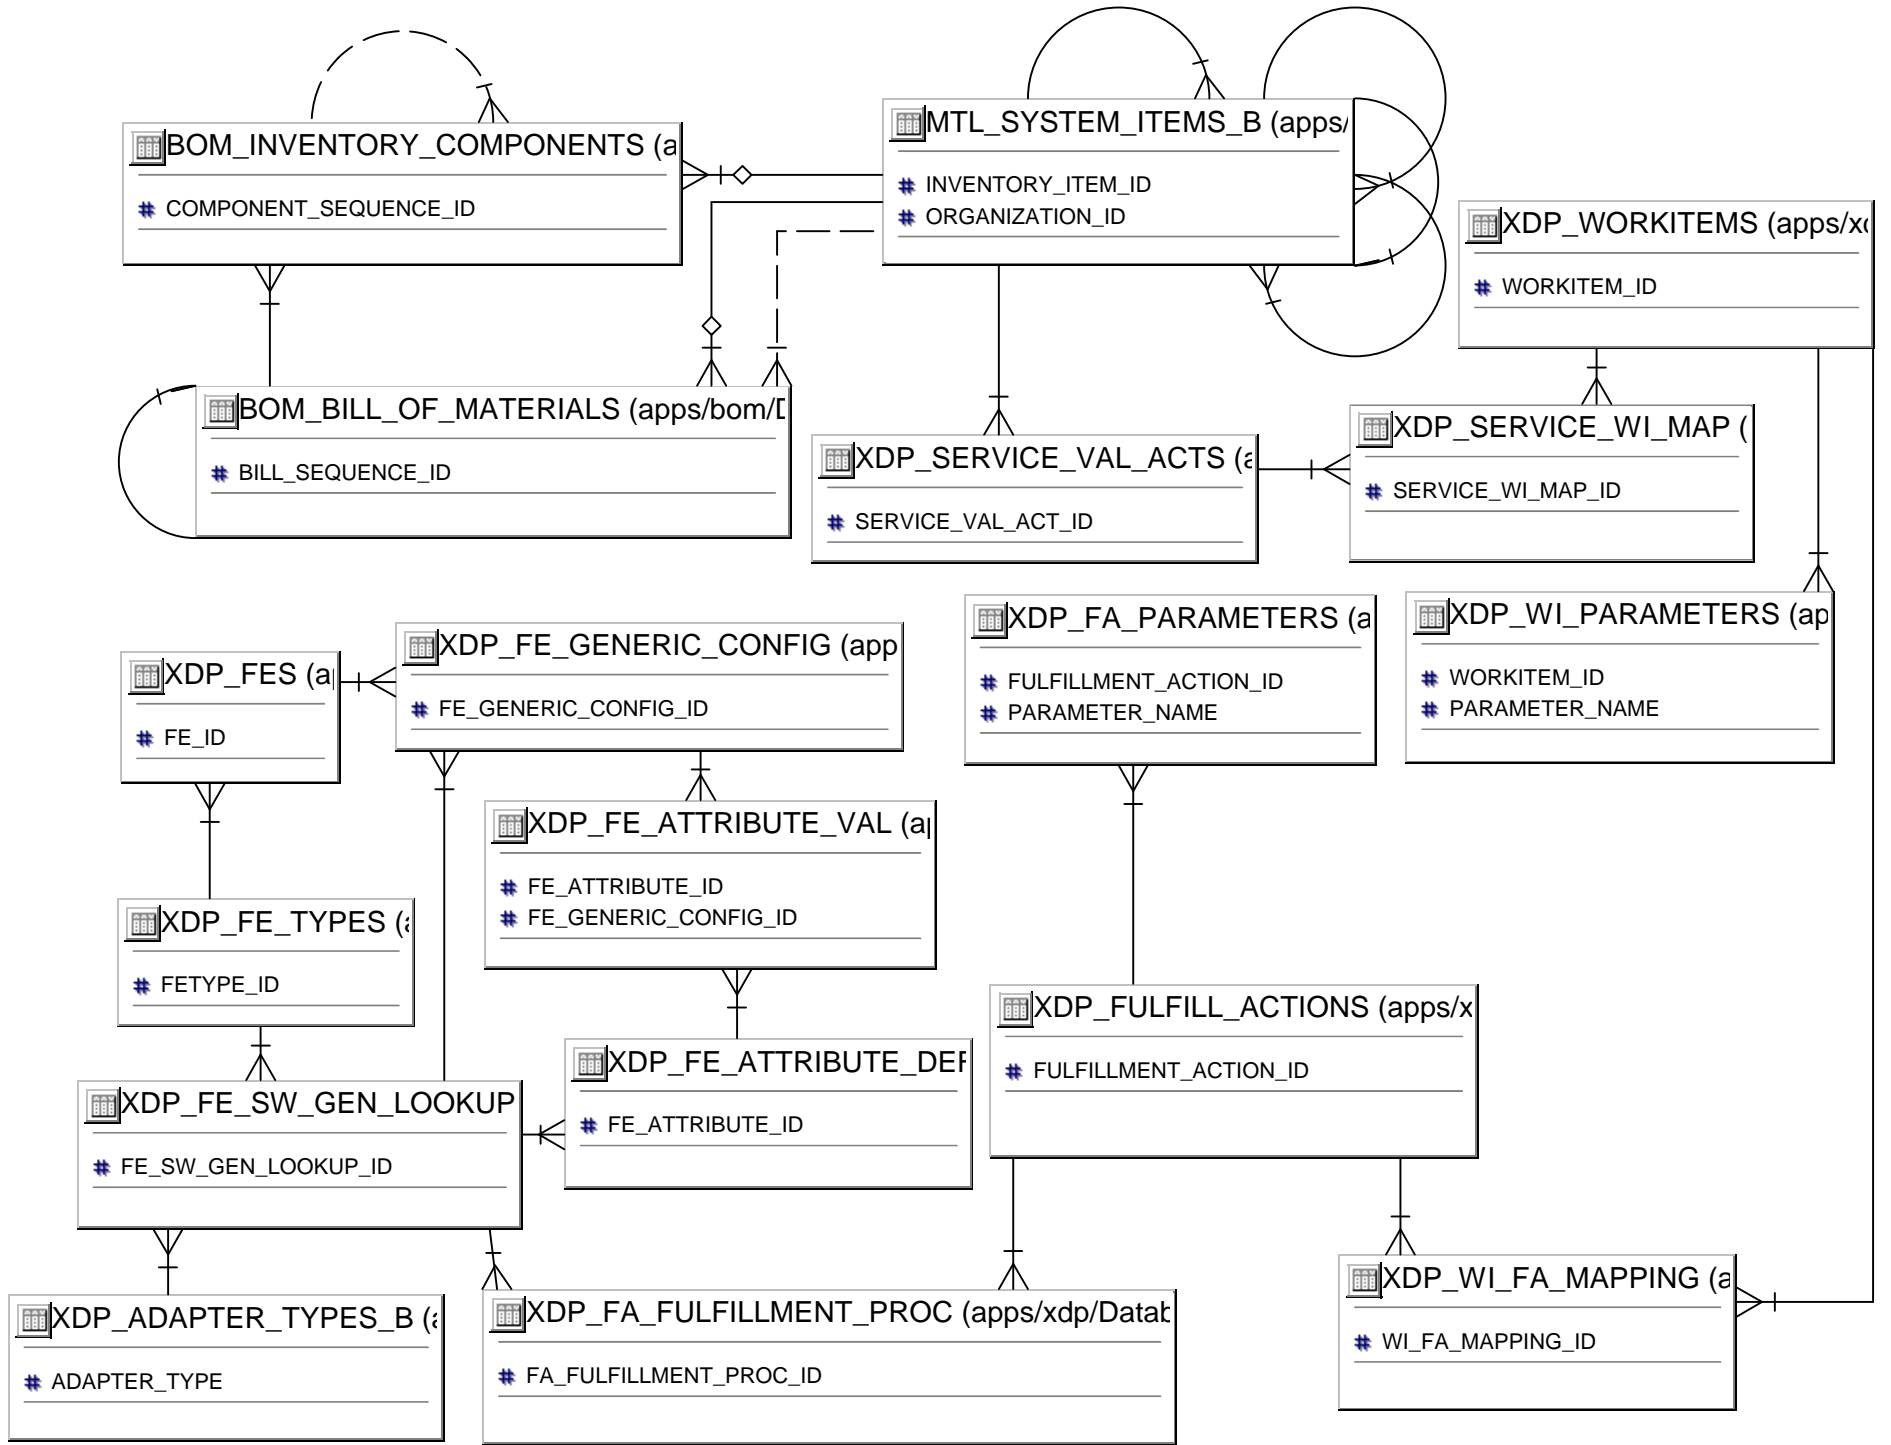 BOM_INVENTORY_COMPONENTS (a
# COMPONENT_SEQUENCE_ID
MTL_SYSTEM_ITEMS_B (apps/
# INVENTORY_ITEM_ID
# ORGANIZATION_ID
XDP_WORKITEMS (apps/x
# WORKITEM_ID
BOM_BILL_OF_MATERIALS (apps/bom/
# BILL_SEQUENCE_ID
XDP_SERVICE_VAL_ACTS (a
# SERVICE_VAL_ACT_ID
XDP_SERVICE_WI_MAP (
# SERVICE_WI_MAP_ID
XDP_FES (a
# FE_ID
XDP_FE_GENERIC_CONFIG (app
# FE_GENERIC_CONFIG_ID
XDP_FA_PARAMETERS (a
# FULFILLMENT_ACTION_ID
# PARAMETER_NAME
XDP_WI_PARAMETERS (ap
# WORKITEM_ID
# PARAMETER_NAME
XDP_FE_ATTRIBUTE_VAL (a
# FE_ATTRIBUTE_ID
# FE_GENERIC_CONFIG_ID
XDP_FE_TYPES (
# FETYPE_ID
XDP_FULFILL_ACTIONS (apps/x
# FULFILLMENT_ACTION_ID
XDP_FE_SW_GEN_LOOKUP
# FE_SW_GEN_LOOKUP_ID
XDP_FE_ATTRIBUTE_DEF
# FE_ATTRIBUTE_ID
XDP_ADAPTER_TYPES_B (
# ADAPTER_TYPE
XDP_FA_FULFILLMENT_PROC (apps/xdp/Datab
# FA_FULFILLMENT_PROC_ID
XDP_WI_FA_MAPPING (a
# WI_FA_MAPPING_ID